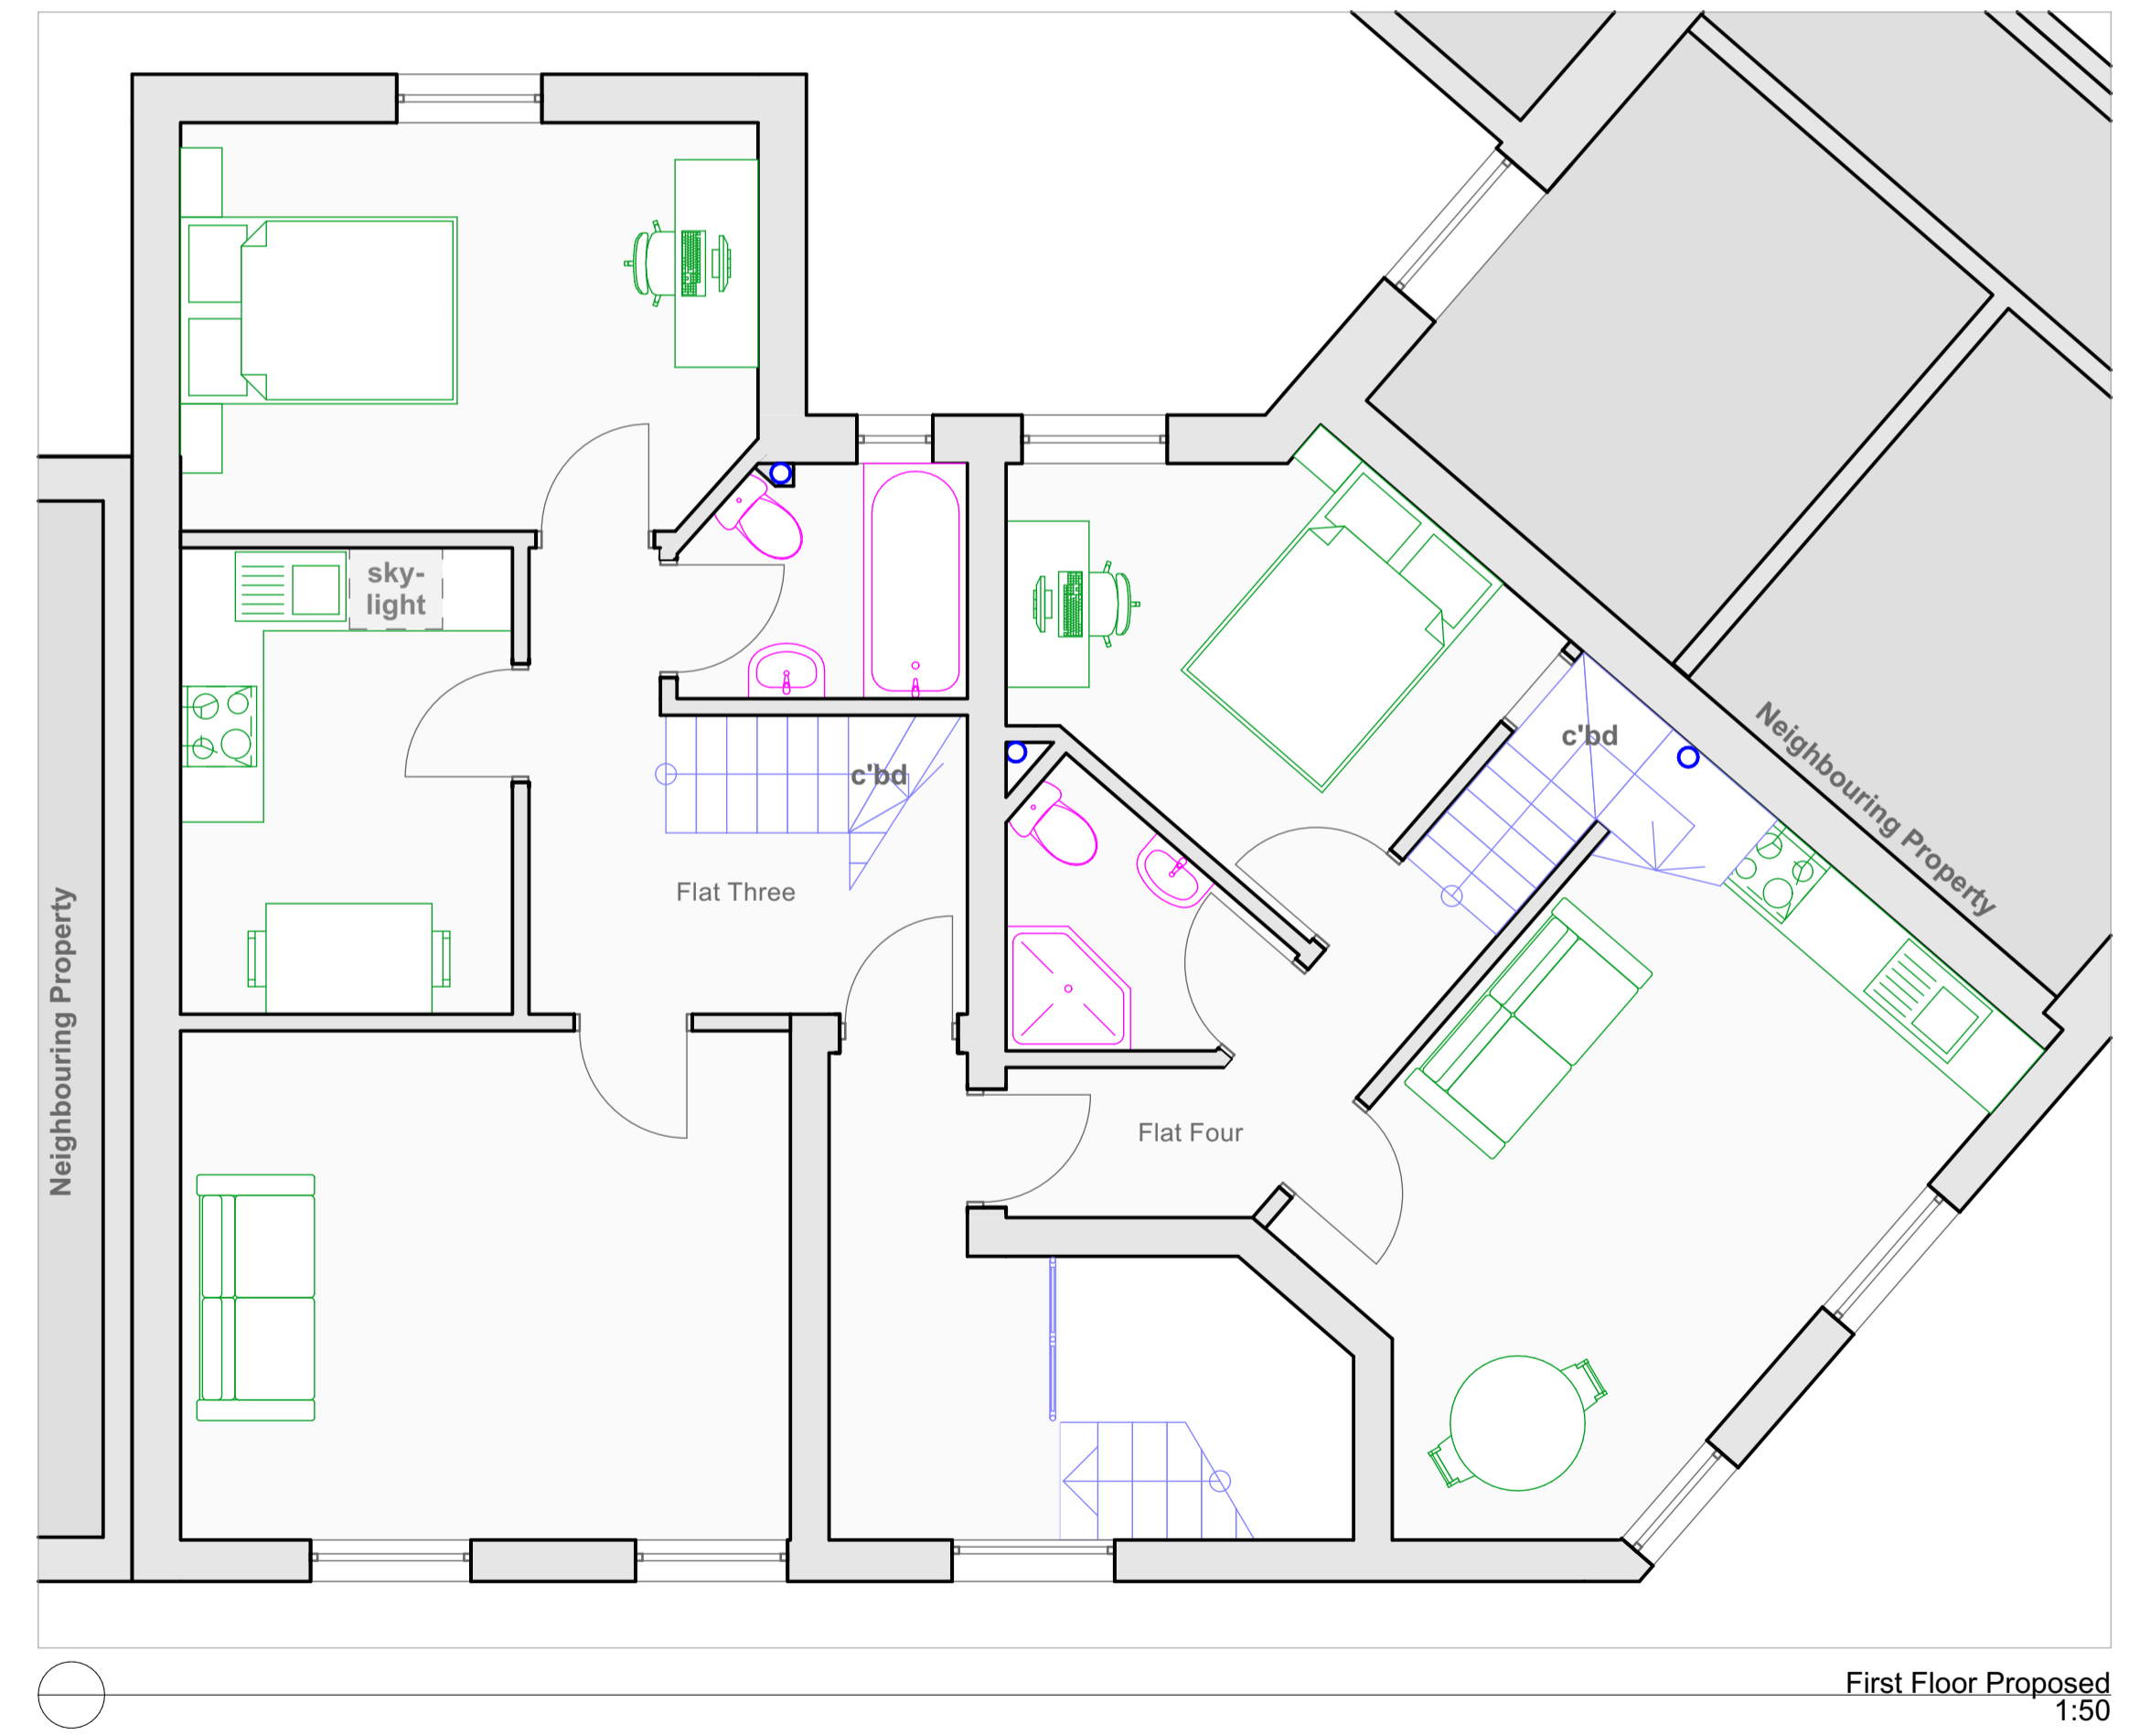 sky-
light
c'bd
c'bd
Neighbouring Property
Flat Three
Neighbouring Property
Flat Four
First Floor Proposed
1:50